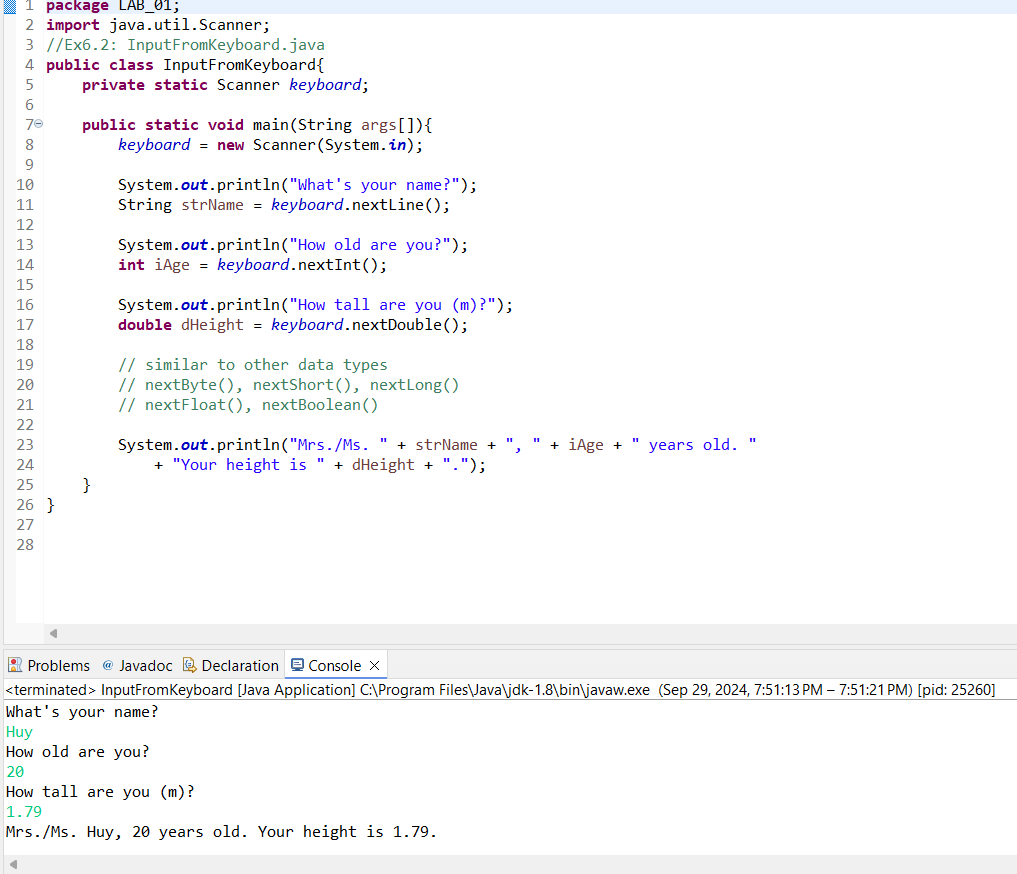 1 package LAB_01;
2 import java.util.Scanner;
3 //Ex6.2: InputFromKeyboard.java
4 public class InputFromKeyboard{
5     private static Scanner keyboard;
6
7     public static void main(String args[]){
8         keyboard = new Scanner(System.in);
9
10         System.out.println("What's your name?");
11         String strName = keyboard.nextLine();
12
13         System.out.println("How old are you?");
14         int iAge = keyboard.nextInt();
15
16         System.out.println("How tall are you (m)?");
17         double dHeight = keyboard.nextDouble();
18
19         // similar to other data types
20         // nextByte(), nextShort(), nextLong()
21         // nextFloat(), nextBoolean()
22
23         System.out.println("Mrs./Ms. " + strName + ", " + iAge + " years old. "
24             + "Your height is " + dHeight + ".");
25     }
26 }
27
28
Problems @ Javadoc Declaration Console
<terminated> InputFromKeyboard [Java Application] C:\Program Files\Java\jdk-1.8\bin\javaw.exe (Sep 29, 2024, 7:51:13 PM – 7:51:21 PM) [pid: 25260]
What's your name?
Huy
How old are you?
20
How tall are you (m)?
1.79
Mrs./Ms. Huy, 20 years old. Your height is 1.79.